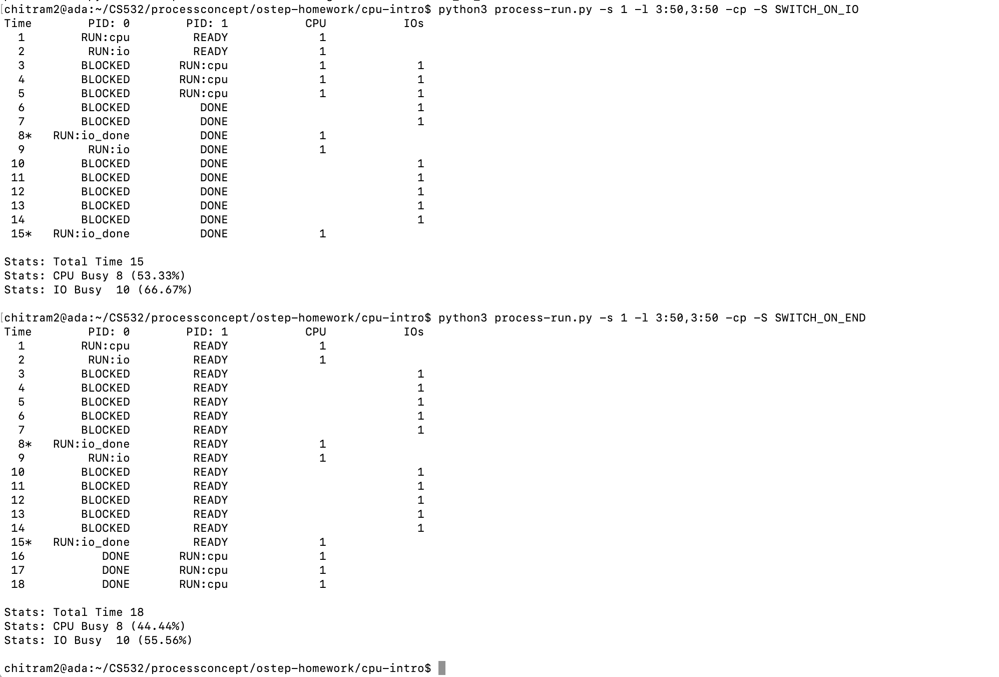 [chitram2@ada:~/CS532/processconcept/ostep-homework/cpu-intro$ python3 process-run.py -s 1 -l 3:50,3:50 -cp -S SWITCH_ON_IO
Time        PID: 0        PID: 1           CPU           IOs
  1        RUN:cpu         READY             1
  2         RUN:io         READY             1
  3        BLOCKED       RUN:cpu             1             1
  4        BLOCKED       RUN:cpu             1             1
  5        BLOCKED       RUN:cpu             1             1
  6        BLOCKED          DONE                           1
  7        BLOCKED          DONE                           1
  8*   RUN:io_done          DONE             1
  9         RUN:io          DONE             1
 10        BLOCKED          DONE                           1
 11        BLOCKED          DONE                           1
 12        BLOCKED          DONE                           1
 13        BLOCKED          DONE                           1
 14        BLOCKED          DONE                           1
 15*   RUN:io_done          DONE             1
Stats: Total Time 15
Stats: CPU Busy 8 (53.33%)
Stats: IO Busy  10 (66.67%)
[chitram2@ada:~/CS532/processconcept/ostep-homework/cpu-intro$ python3 process-run.py -s 1 -l 3:50,3:50 -cp -S SWITCH_ON_END
Time        PID: 0        PID: 1           CPU           IOs
  1        RUN:cpu         READY             1
  2         RUN:io         READY             1
  3        BLOCKED         READY                           1
  4        BLOCKED         READY                           1
  5        BLOCKED         READY                           1
  6        BLOCKED         READY                           1
  7        BLOCKED         READY                           1
  8*   RUN:io_done         READY             1
  9         RUN:io         READY             1
 10        BLOCKED         READY                           1
 11        BLOCKED         READY                           1
 12        BLOCKED         READY                           1
 13        BLOCKED         READY                           1
 14        BLOCKED         READY                           1
 15*   RUN:io_done         READY             1
 16           DONE       RUN:cpu             1
 17           DONE       RUN:cpu             1
 18           DONE       RUN:cpu             1
Stats: Total Time 18
Stats: CPU Busy 8 (44.44%)
Stats: IO Busy  10 (55.56%)
chitram2@ada:~/CS532/processconcept/ostep-homework/cpu-intro$